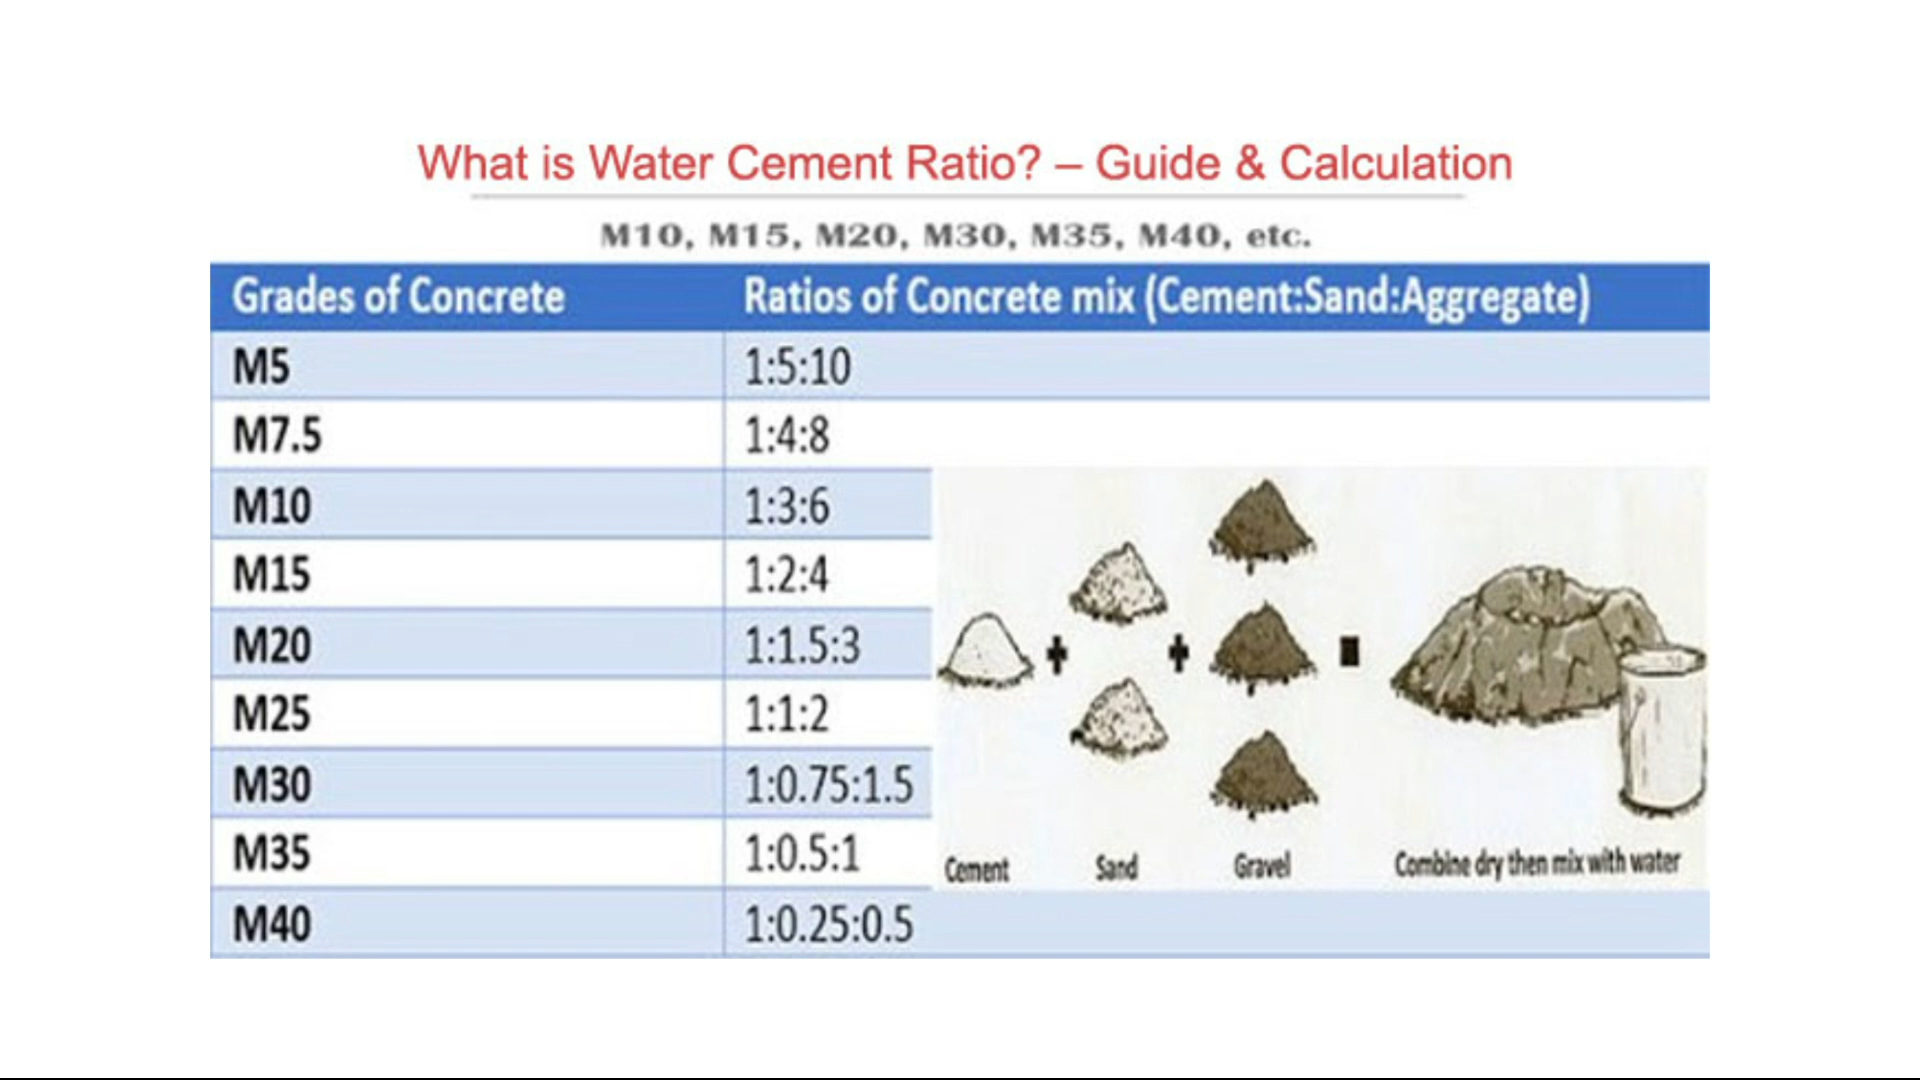 What is Water Cement Ratio? – Guide & Calculation
M10, M15, M20, M30, M35, M40, etc.
Grades of Concrete Ratios of Concrete mix (Cement:Sand:Aggregate)
M5 1:5:10
M7.5 1:4:8
M10 1:3:6
M15 1:2:4
M20 1:1.5:3
M25 1:1:2
M30 1:0.75:1.5
M35 1:0.5:1
M40 1:0.25:0.5
Cement Sand Gravel Combine dry then mix with water